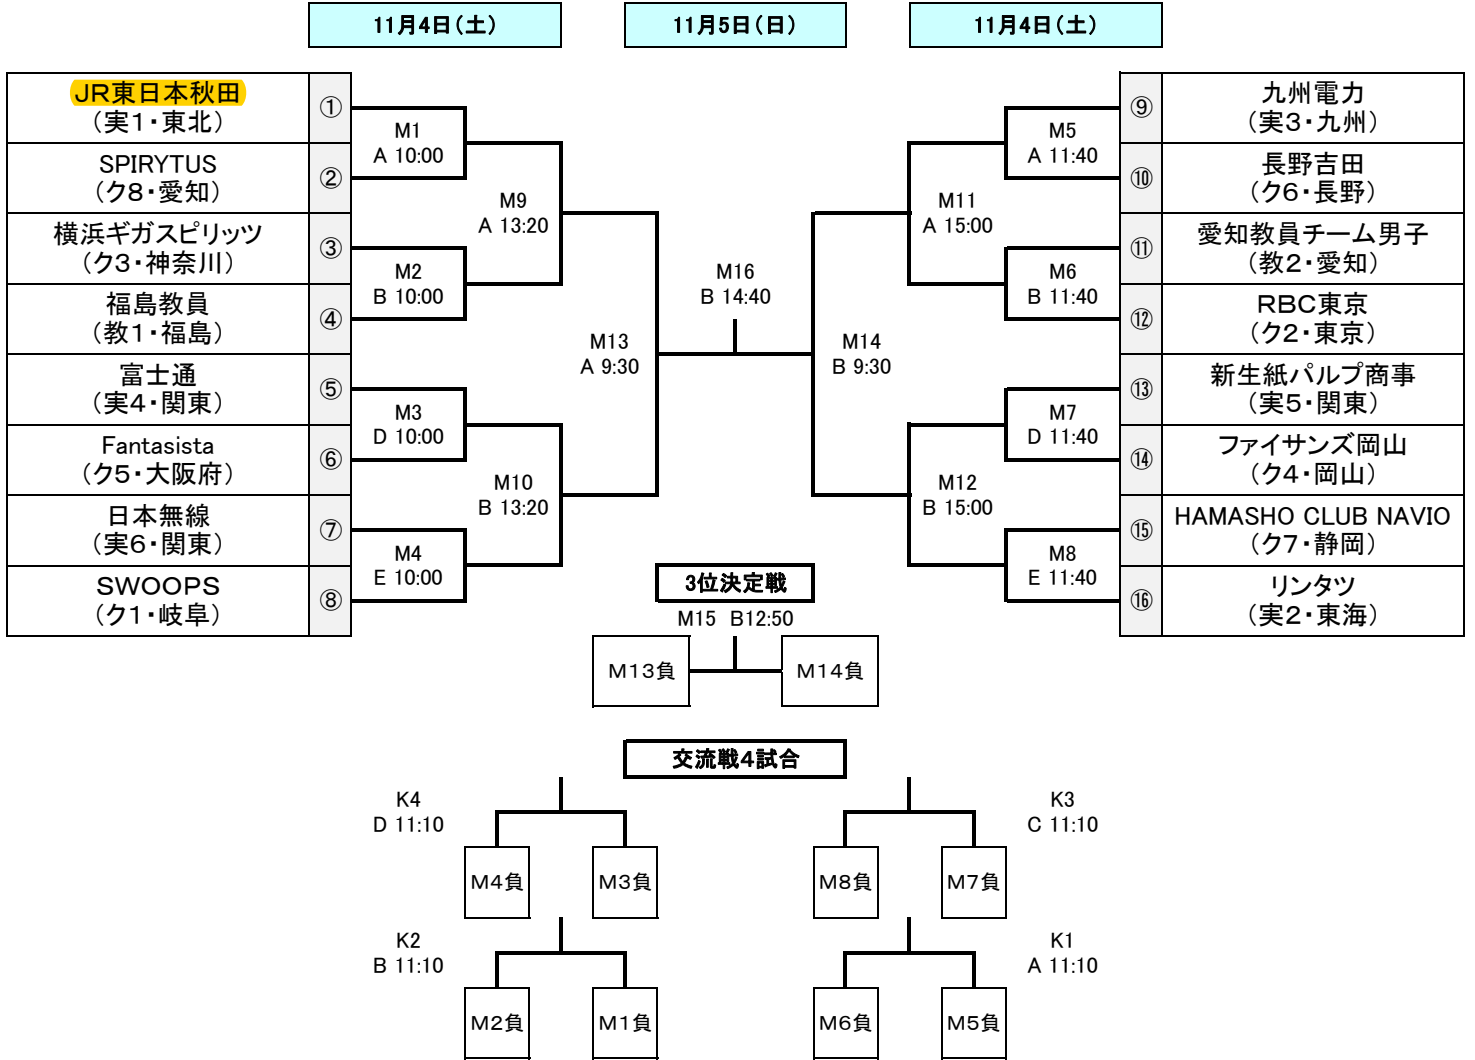 11月4日（土）
11月5日（日）
11月4日（土）
JR東日本秋田
（実1・東北）
①
SPIRYTUS
（ク8・愛知）
②
横浜ギガスピリッツ
（ク3・神奈川）
③
福島教員
（教1・福島）
④
富士通
（実4・関東）
⑤
Fantasista
（ク5・大阪府）
⑥
日本無線
（実6・関東）
⑦
SWOOPS
（ク1・岐阜）
⑧
M1
A 10:00
M2
B 10:00
M3
D 10:00
M4
E 10:00
M9
A 13:20
M10
B 13:20
M13
A 9:30
M16
B 14:40
M14
B 9:30
M11
A 15:00
M12
B 15:00
M5
A 11:40
M6
B 11:40
M7
D 11:40
M8
E 11:40
⑨
九州電力
（実3・九州）
⑩
長野吉田
（ク6・長野）
⑪
愛知教員チーム男子
（教2・愛知）
⑫
RBC東京
（ク2・東京）
⑬
新生紙パルプ商事
（実5・関東）
⑭
ファイサンズ岡山
（ク4・岡山）
⑮
HAMASHO CLUB NAVIO
（ク7・静岡）
⑯
リンタツ
（実2・東海）
3位決定戦
M15 B12:50
M13負
M14負
交流戦4試合
K4
D 11:10
M4負
M3負
K3
C 11:10
M8負
M7負
K2
B 11:10
M2負
M1負
K1
A 11:10
M6負
M5負